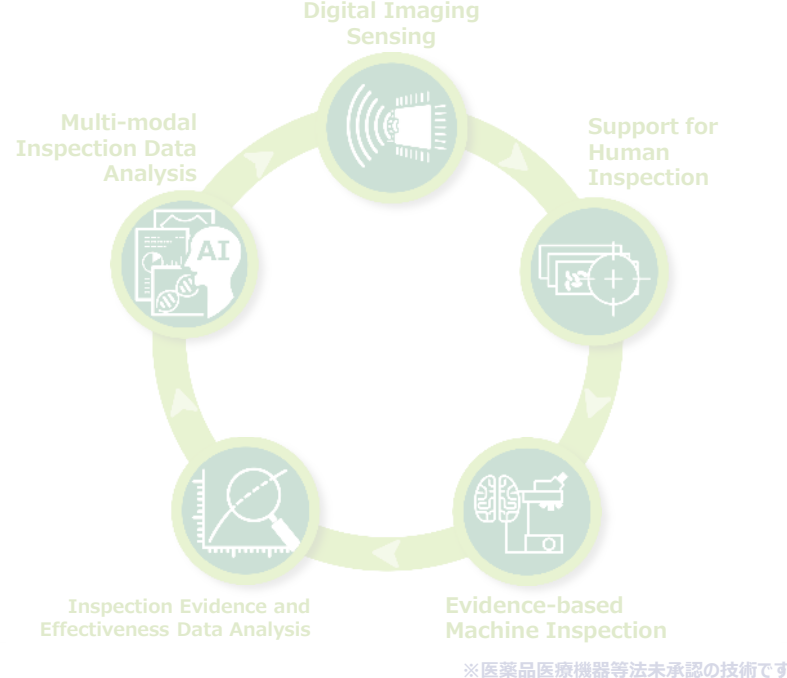 Digital Imaging
Sensing
Support for
Human
Inspection
Evidence-based
Machine Inspection
Inspection Evidence and
Effectiveness Data Analysis
Multi-modal
Inspection Data
Analysis
AI
※医薬品医療機器等法未承認の技術です